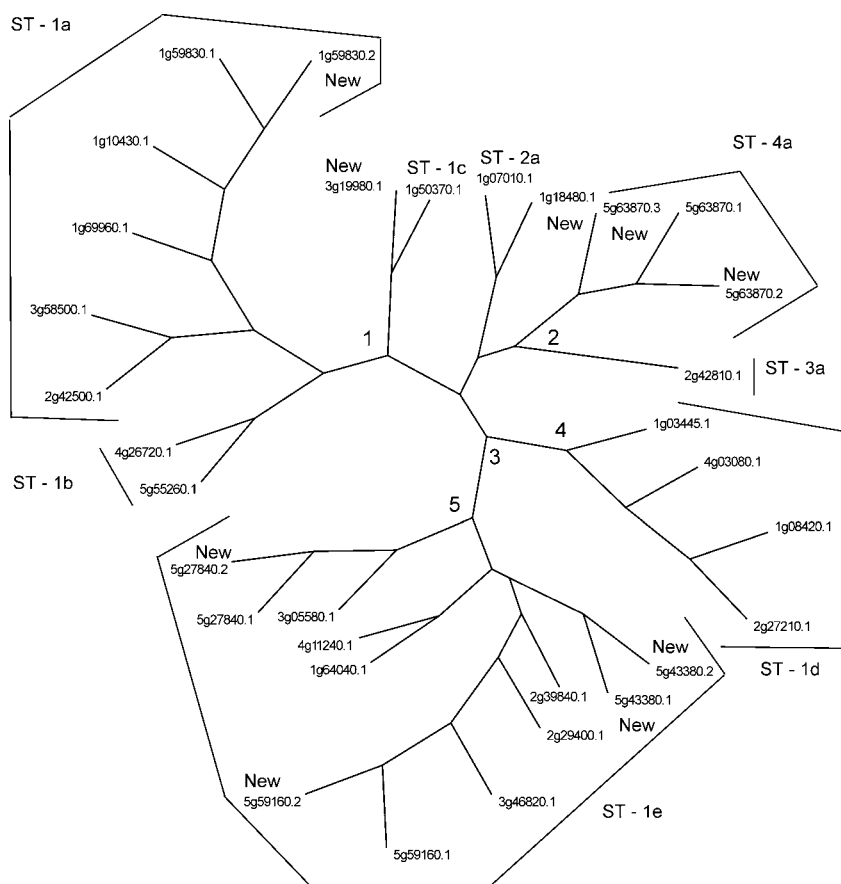 ST - 1a
1g59830.1
1g59830.2
New
1g10430.1
New
3g19980.1
ST - 1c
1g50370.1
ST - 2a
1g07010.1
1g18480.1
New
ST - 4a
5g63870.3
New
5g63870.1
1g69960.1
New
5g63870.2
3g58500.1
1
2
2g42810.1
ST - 3a
2g42500.1
4g26720.1
5g55260.1
ST - 1b
3
4
1g03445.1
4g03080.1
1g08420.1
2g27210.1
ST - 1d
5
New
5g27840.2
5g27840.1
3g05580.1
4g11240.1
1g64040.1
New
5g43380.2
5g43380.1
New
2g39840.1
2g29400.1
New
5g59160.2
3g46820.1
5g59160.1
ST - 1e